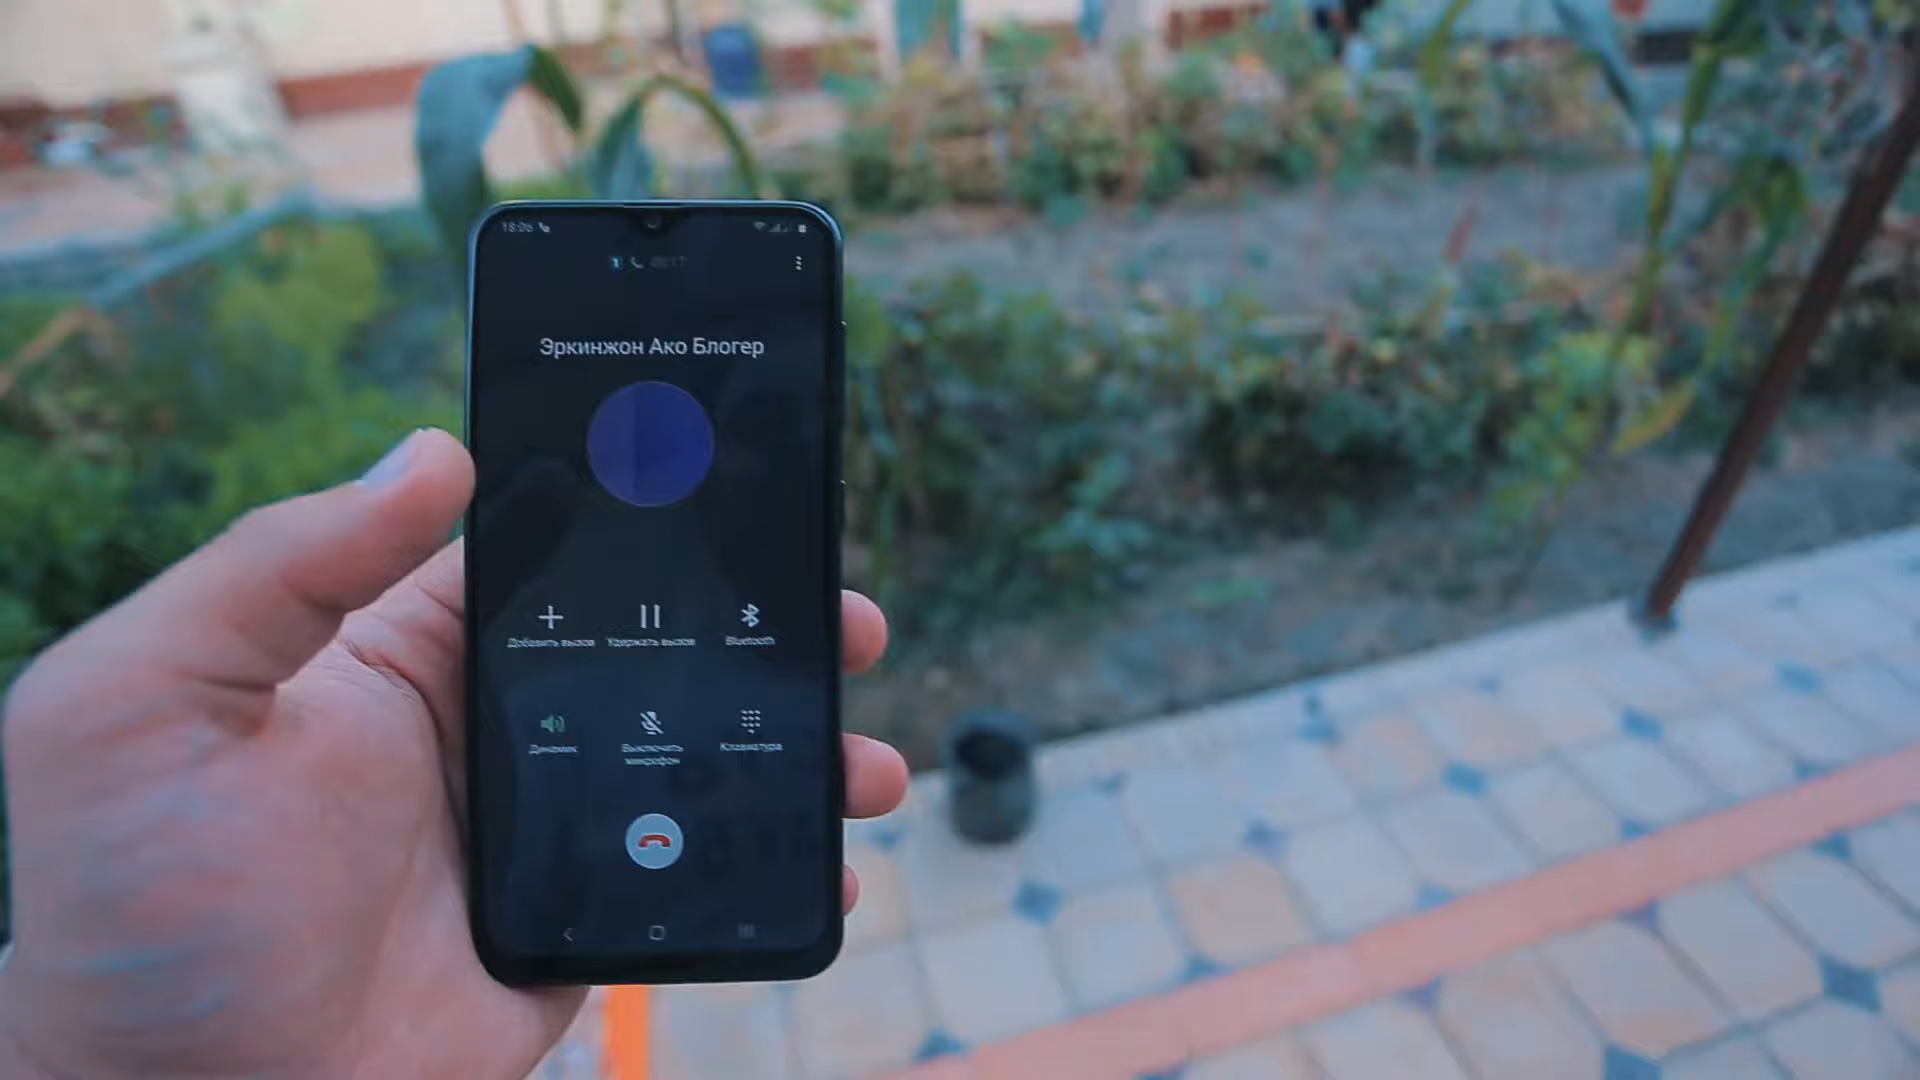 18:06
Эркинжон Ако Блогер
Добавить вызов
Удержать вызов
Bluetooth
Динамик
Выключить
микрофон
Клавиатура